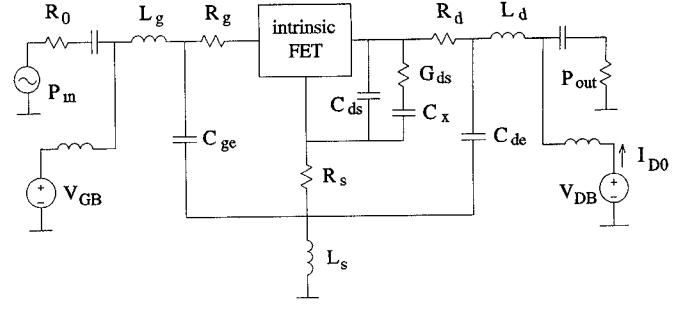 R0
Lg
Rg
intrinsic
FET
Rd
Ld
Pin
Gds
Pout
Cds
Cx
Cge
Cde
Rs
ID0
VGB
VDB
Ls